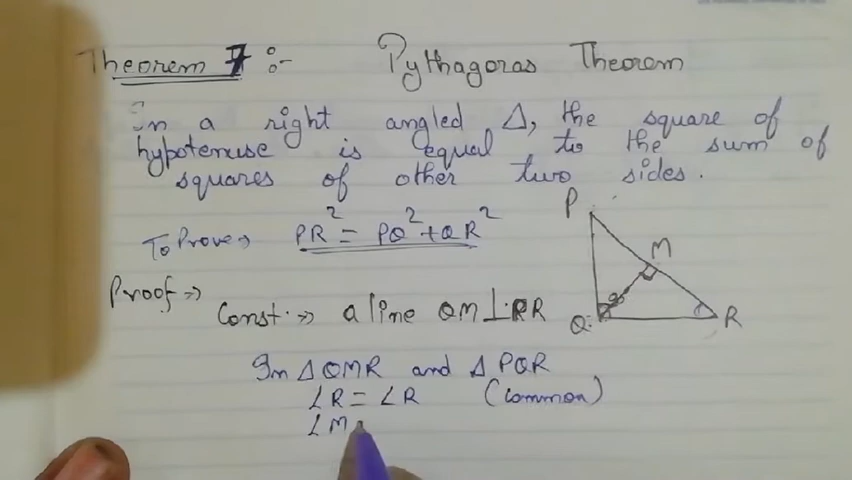 Theorem 7 :- Pythagoras Theorem
In a right angled Δ, the square of
hypotenuse is equal to the sum of
squares of other two sides.
To Prove → PR² = PQ² + QR²
Proof →
Const. → a line QM ⊥ PR
In Δ QMR and Δ PQR
∠R = ∠R (common)
∠M
P
M
Q
R